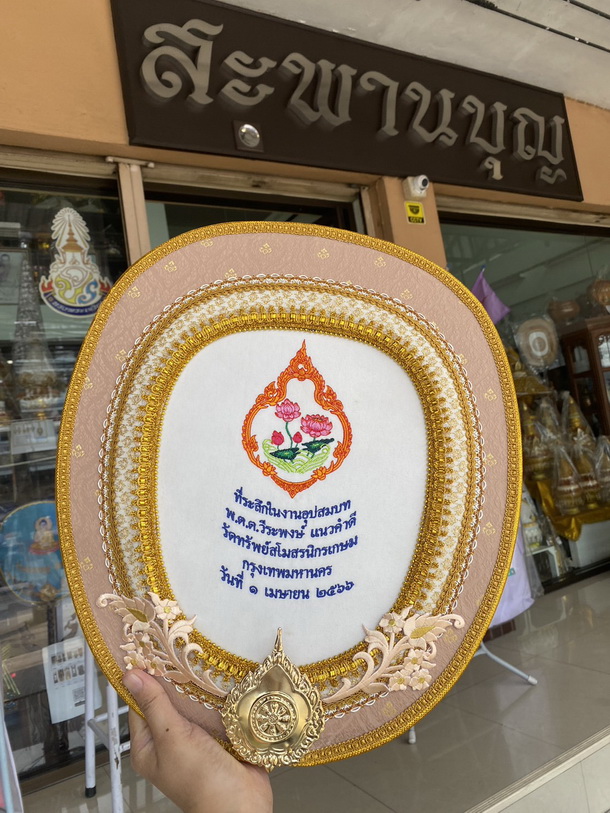 สะพานบุญ
ที่ระลึกในงานอุปสมบท
พ.ต.ต.วีระพงษ์ แนวคำดี
วัดทรัพย์สโมสรนิกรเกษม
กรุงเทพมหานคร
วันที่ ๑ เมษายน ๒๕๖๖